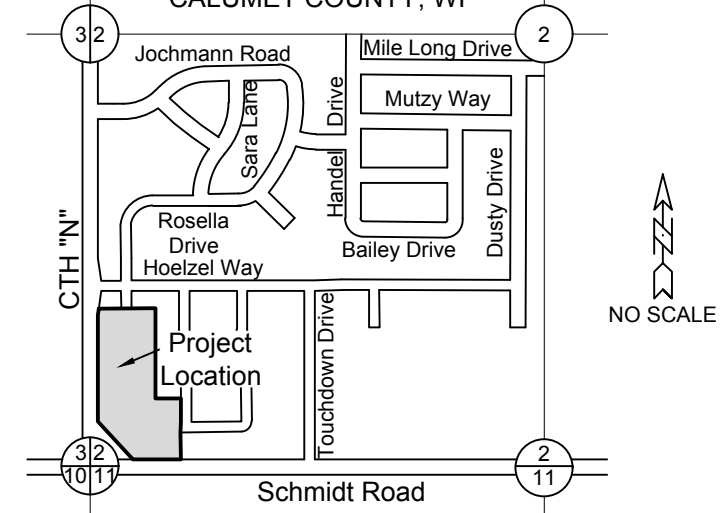 CALUMET COUNTY, WI
3 2
2
Jochmann Road
Mile Long Drive
Mutzy Way
Sara Lane
Handel Drive
Dusty Drive
CTH "N"
Rosella
Drive
Bailey Drive
Hoelzel Way
N
NO SCALE
Project
Location
Touchdown Drive
3 2
10 11
2
11
Schmidt Road